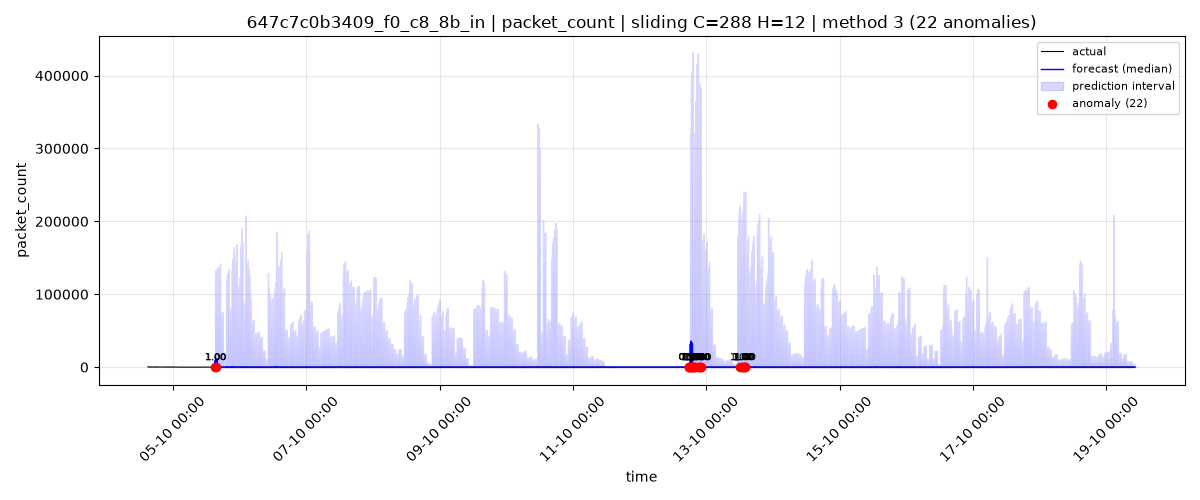 647c7c0b3409_f0_c8_8b_in | packet_count | sliding C=288 H=12 | method 3 (22 anomalies)
actual
forecast (median)
prediction interval
anomaly (22)
packet_count
400000
300000
200000
100000
0
1.00
05-10 00:00
07-10 00:00
09-10 00:00
11-10 00:00
13-10 00:00
15-10 00:00
17-10 00:00
19-10 00:00
time